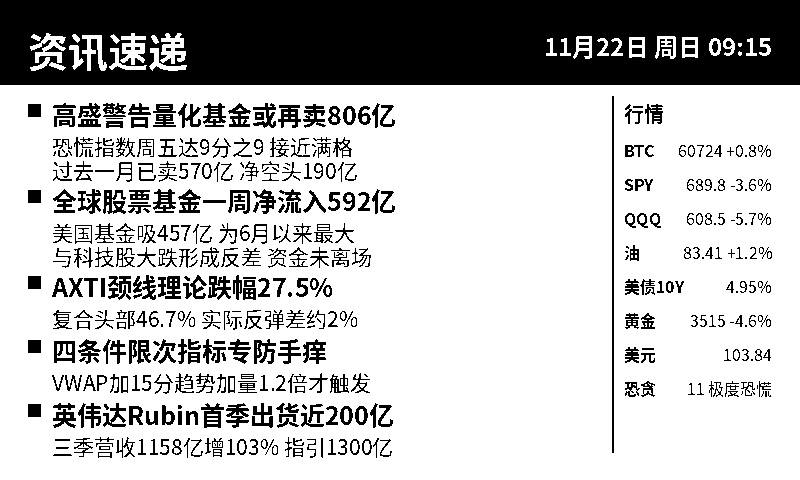 资讯速递
11月22日 周日 09:15
高盛警告量化基金或再卖806亿
恐慌指数周五达9分之9 接近满格
过去一月已卖570亿 净空头190亿
全球股票基金一周净流入592亿
美国基金吸457亿 为6月以来最大
与科技股大跌形成反差 资金未离场
AXTI颈线理论跌幅27.5%
复合头部46.7% 实际反弹差约2%
四条件限次指标专防手痒
VWAP加15分趋势加量1.2倍才触发
英伟达Rubin首季出货近200亿
三季营收1158亿增103% 指引1300亿
行情
BTC 60724 +0.8%
SPY 689.8 -3.6%
QQQ 608.5 -5.7%
油 83.41 +1.2%
美债10Y 4.95%
黄金 3515 -4.6%
美元 103.84
恐贪 11 极度恐慌